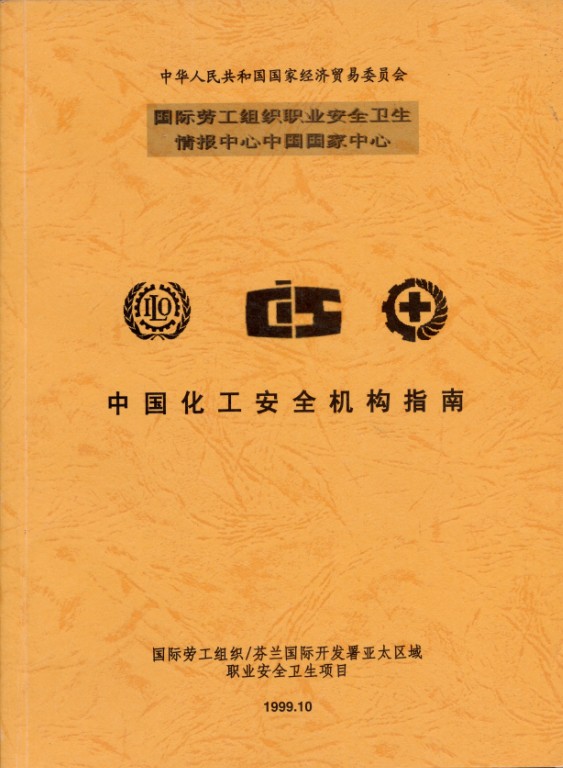 中华人民共和国国家经济贸易委员会
国际劳工组织职业安全卫生
情报中心中国国家中心
ILO
CIS
中国化工安全机构指南
国际劳工组织/芬兰国际开发署亚太区域
职业安全卫生项目
1999.10